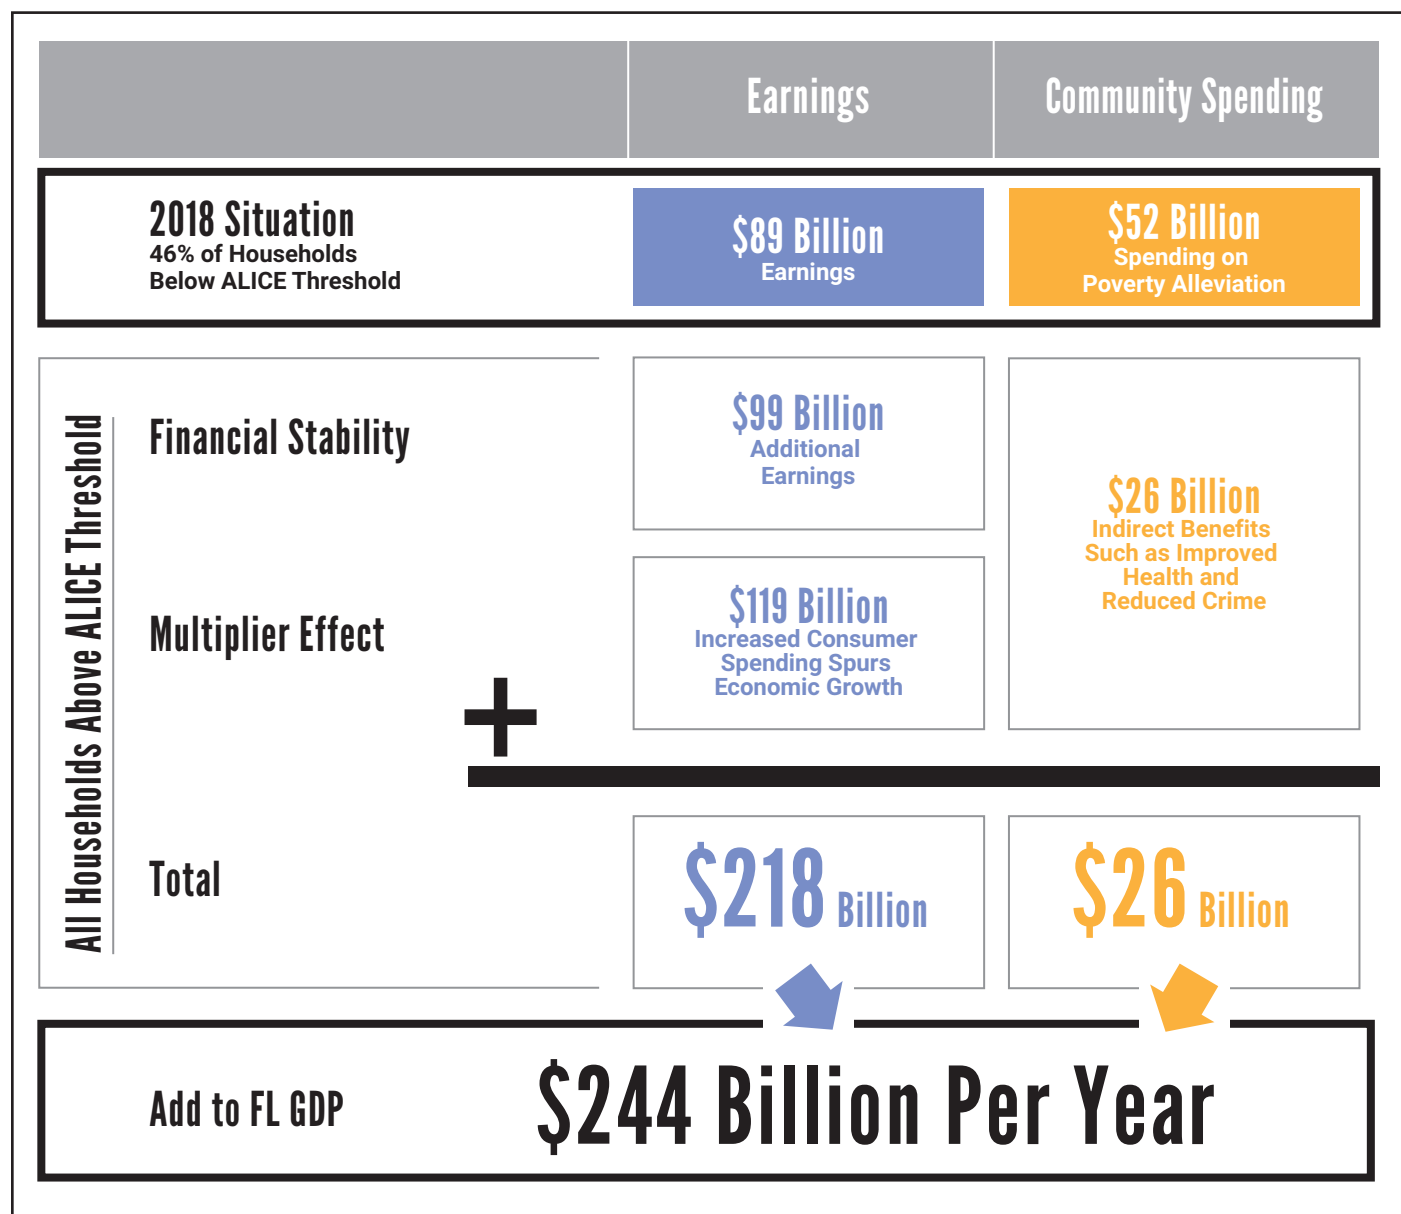 Earnings
Community Spending
2018 Situation
46% of Households
Below ALICE Threshold
$89 Billion
Earnings
$52 Billion
Spending on
Poverty Alleviation
All Households Above ALICE Threshold
Financial Stability
$99 Billion
Additional
Earnings
$26 Billion
Indirect Benefits
Such as Improved
Health and
Reduced Crime
Multiplier Effect
$119 Billion
Increased Consumer
Spending Spurs
Economic Growth
+
Total
$218 Billion
$26 Billion
Add to FL GDP
$244 Billion Per Year